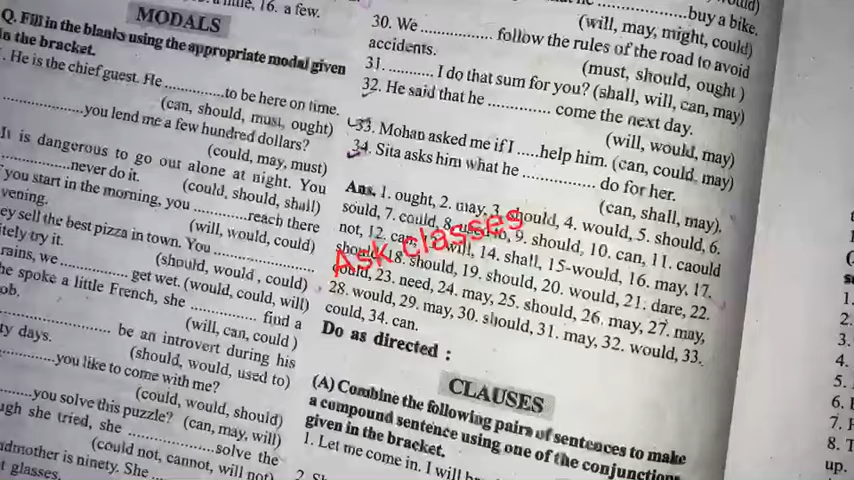 16. a few.
MODALS
Q. Fill in the blanks using the appropriate modal given
in the bracket.
. He is the chief guest. He ............to be here on time.
(can, should, must, ought)
..................you lend me a few hundred dollars?
(could, may, must)
It is dangerous to go out alone at night. You
...............never do it. (could, should, shall)
you start in the morning, you ............reach there
vening. (will, would, could)
ey sell the best pizza in town. You ..................
itely try it. (should, would , could)
rains, we .............. get wet. (would, could, will)
he spoke a little French, she ............... find a
ob. (will, can, could )
.................... be an introvert during his
ty days. (should, would, used to)
.............you like to come with me?
(could, would, should)
.........you solve this puzzle? (can, may, will)
ugh she tried, she ..................solve the
(could not, cannot, will not)
dmother is ninety. She
t glasses.
..................buy a bike.
(will, may, might, could)
30. We ............... follow the rules of the road to avoid
accidents. (must, should, ought )
31............ I do that sum for you? (shall, will, can, may)
32. He said that he ............. come the next day.
(will, would, may)
33. Mohan asked me if I .....help him. (can, could, may)
34. Sita asks him what he ............... do for her.
(can, shall, may).
Ans. 1. ought, 2. may, 3. should, 4. would, 5. should, 6.
sould, 7. could, 8. 9. should, 10. can, 11. caould
not, 12. can, will, 14. shall, 15-would, 16. may, 17.
should, 18. should, 19. should, 20. would, 21. dare, 22.
could, 23. need, 24. may, 25. should, 26. may, 27. may,
28. would, 29. may, 30. should, 31. may, 32. would, 33.
could, 34. can.
Ask classes
Do as directed :
CLAUSES
(A) Combine the following pairs of sentences to make
a compound sentence using one of the conjunctions
given in the bracket.
1. Let me come in. I will
2.
1.
2.
3.
4.
5.
6.
7.
8. T
up.